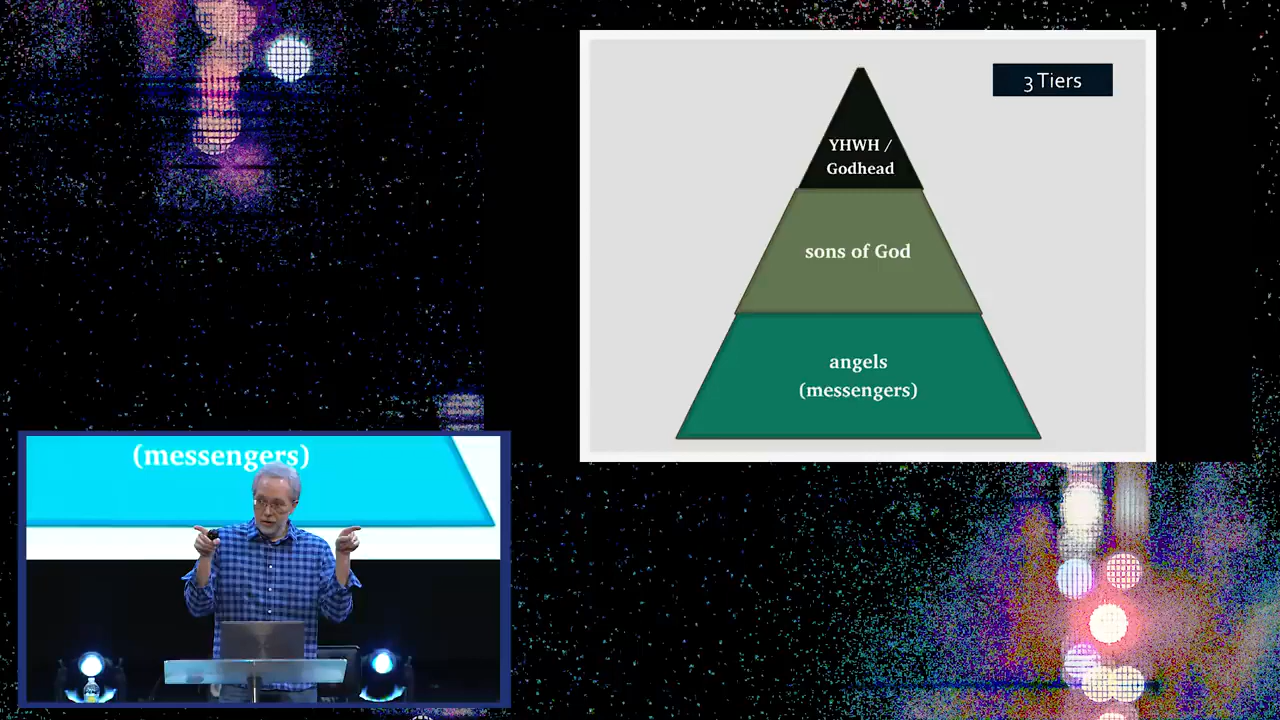 3 Tiers
YHWH /
Godhead
sons of God
angels
(messengers)
(messengers)